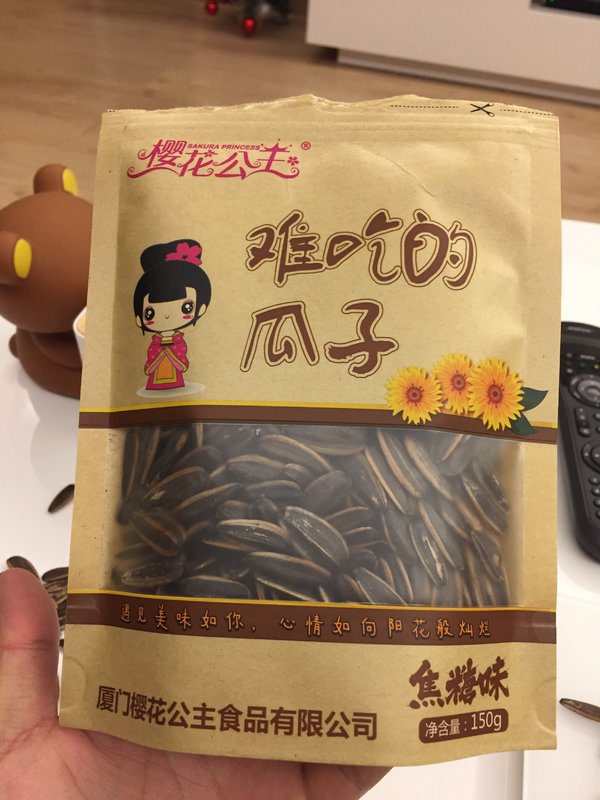 SAKURA PRINCESS
樱花公主®
难吃的
瓜子
遇见美味如你，心情如向阳花般灿烂
焦糖味
厦门樱花公主食品有限公司
净含量：150g